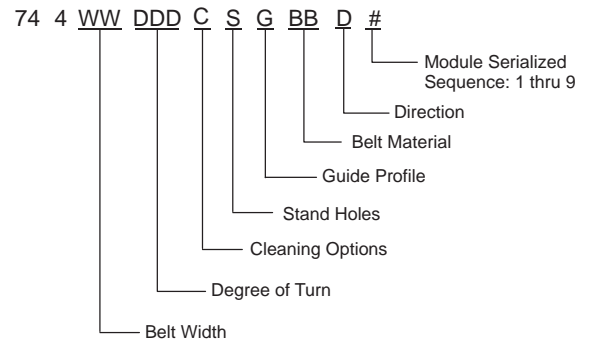 74 4 WW DDD C S G BB D #
Module Serialized
Sequence: 1 thru 9
Direction
Belt Material
Guide Profile
Stand Holes
Cleaning Options
Degree of Turn
Belt Width